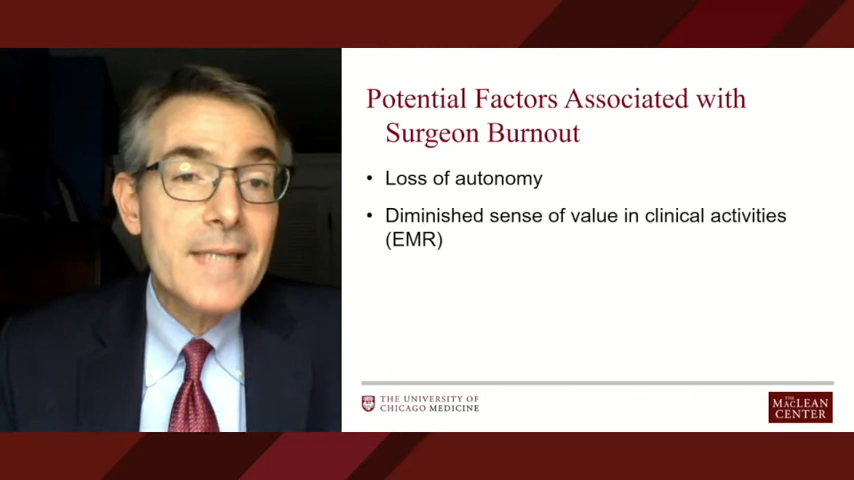 Potential Factors Associated with
Surgeon Burnout
• Loss of autonomy
• Diminished sense of value in clinical activities
(EMR)
THE UNIVERSITY OF
CHICAGO MEDICINE
THE
MACLEAN
CENTER